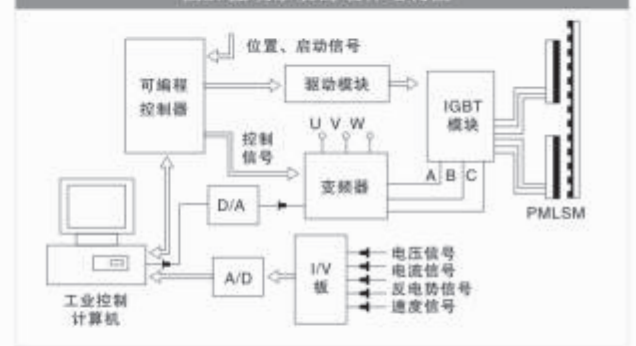 位置、启动信号
可编程
控制器
驱动模块
IGBT
模块
U V W
控制
信号
变频器
A B C
D/A
PMLSM
A/D
I/V
板
电压信号
电流信号
反电势信号
速度信号
工业控制
计算机